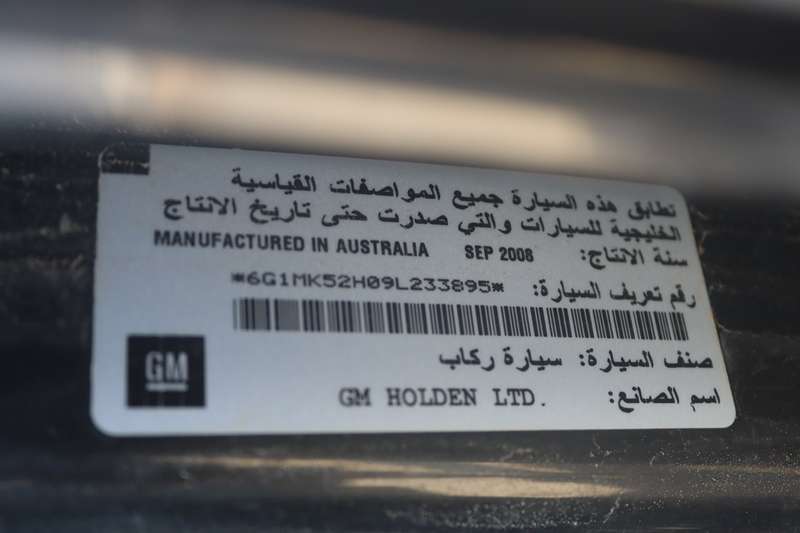 تطابق هذه السيارة جميع المواصفات القياسية
الخليجية للسيارات والتي صدرت حتى تاريخ الانتاج
سنة الانتاج: SEP 2008 MANUFACTURED IN AUSTRALIA
رقم تعريف السيارة: *6G1MK52H09L233895*
صنف السيارة: سيارة ركاب
GM
اسم الصانع: GM HOLDEN LTD.